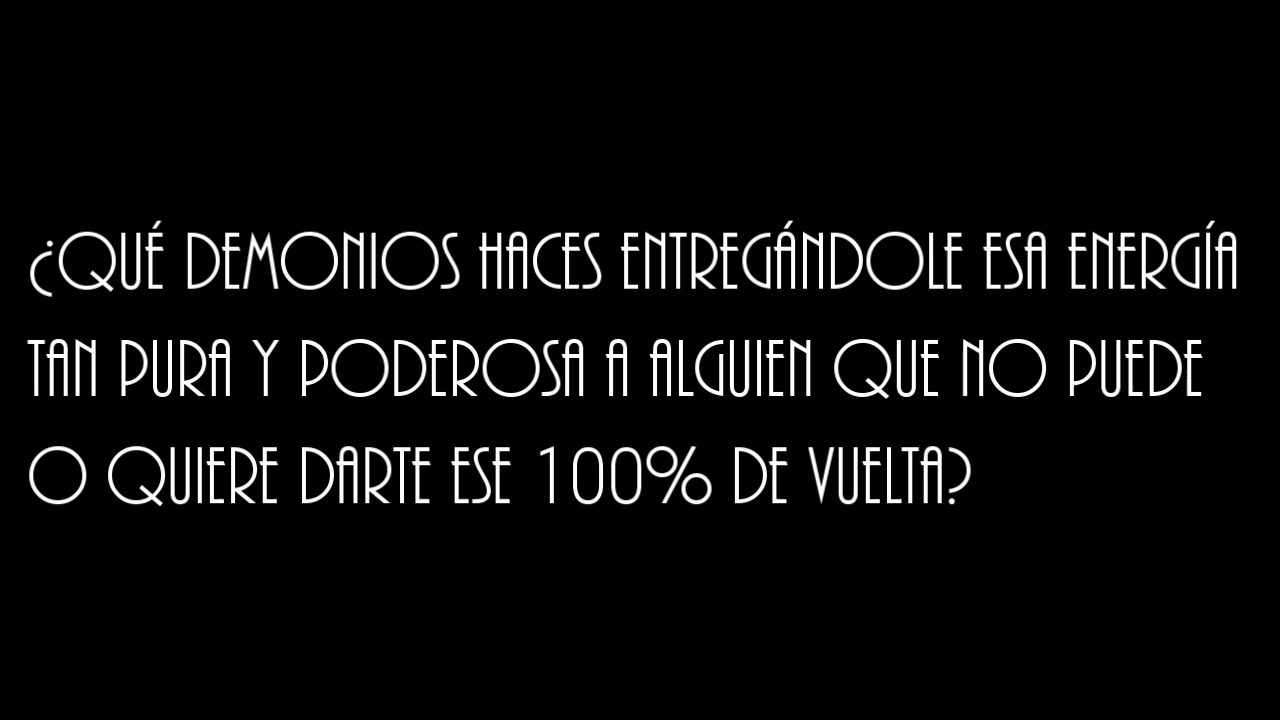 ¿QUÉ DEMONIOS HACES ENTREGÁNDOLE ESA ENERGÍA
TAN PURA Y PODEROSA A ALGUIEN QUE NO PUEDE
O QUIERE DARTE ESE 100% DE VUELTA?